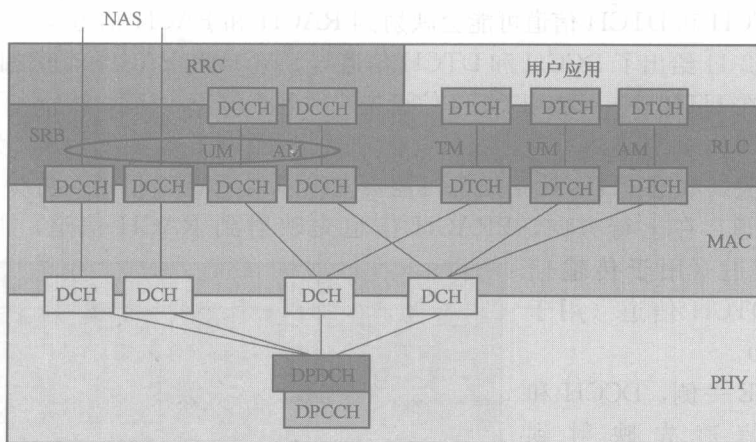 NAS
RRC
用户应用
DCCH DCCH DTCH DTCH DTCH
SRB UM AM TM UM AM RLC
DCCH DCCH DCCH DCCH DTCH DTCH DTCH
MAC
DCH DCH DCH DCH
DPDCH
PHY
DPCCH